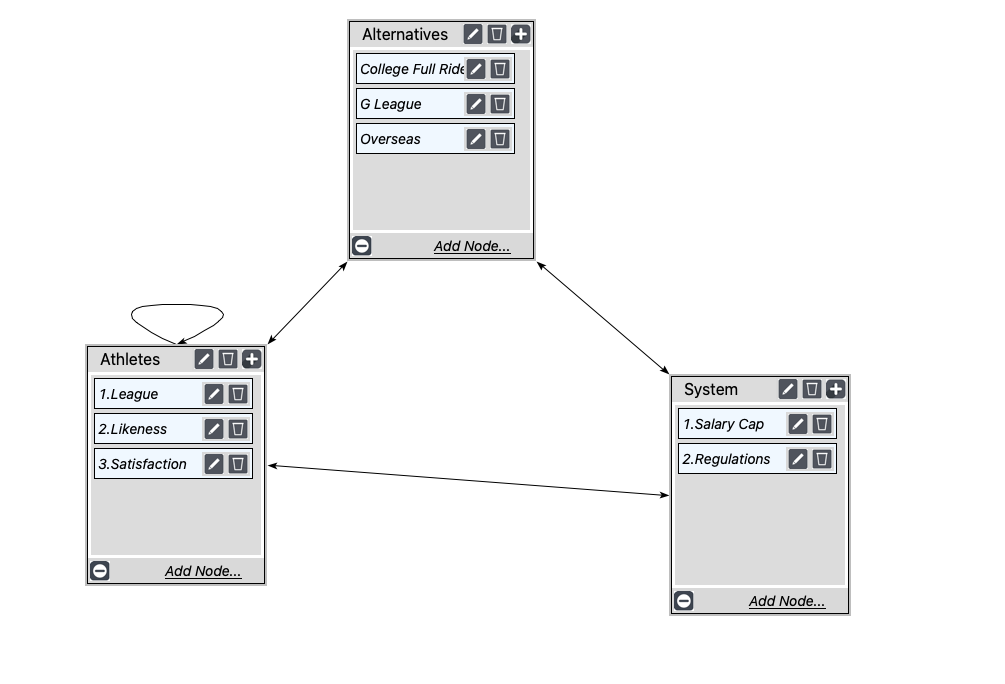 Alternatives
College Full Ride
G League
Overseas
Add Node...
Athletes
1.League
2.Likeness
3.Satisfaction
Add Node...
System
1.Salary Cap
2.Regulations
Add Node...